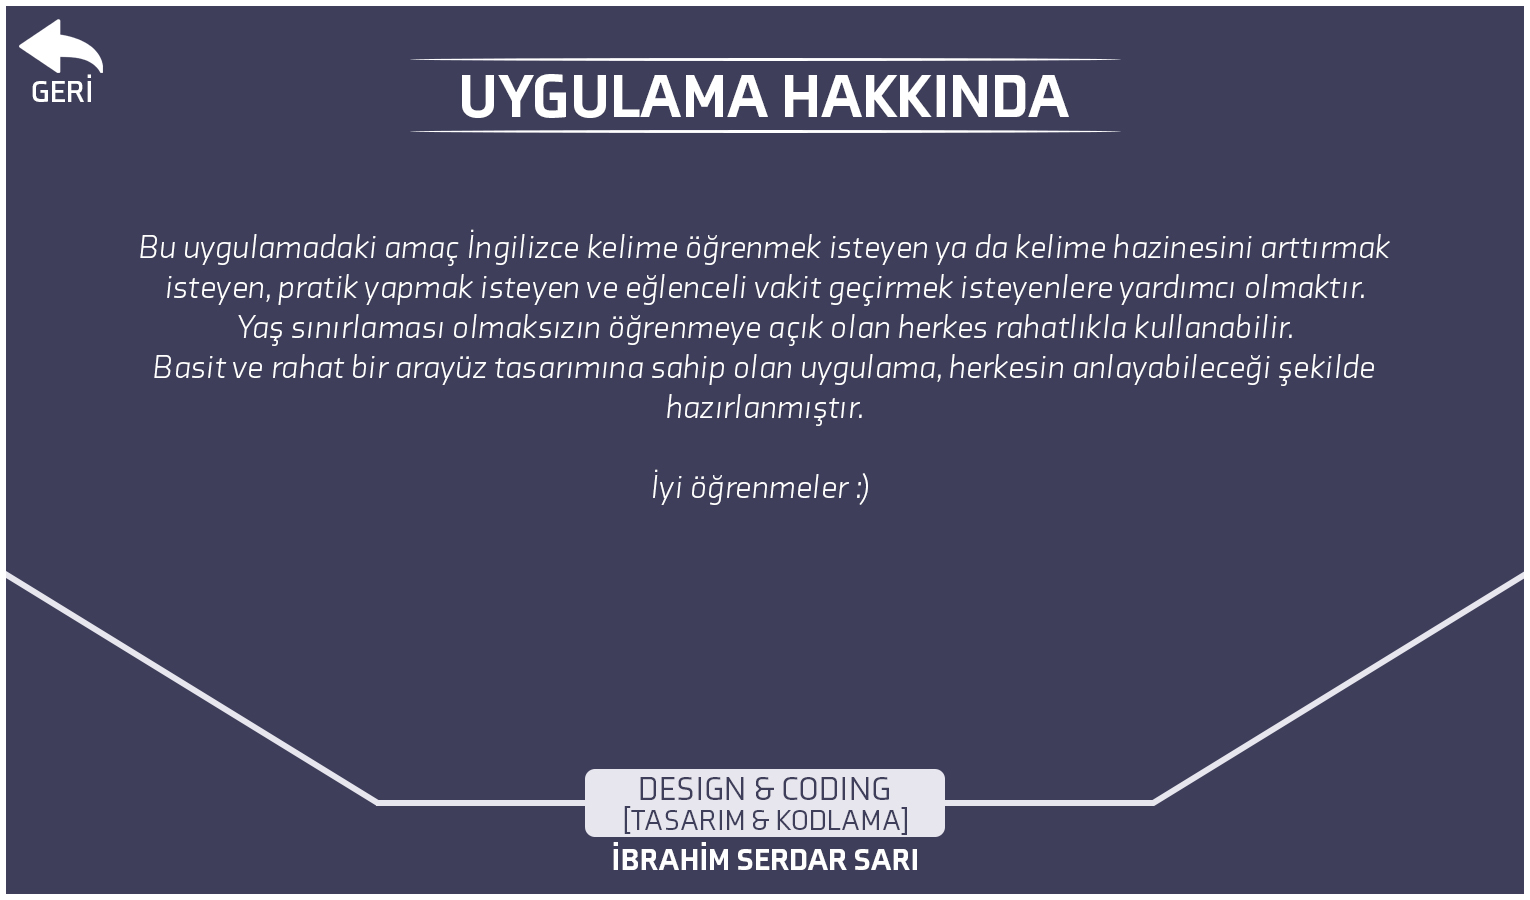 GERİ
UYGULAMA HAKKINDA
Bu uygulamadaki amaç İngilizce kelime öğrenmek isteyen ya da kelime hazinesini arttırmak
isteyen, pratik yapmak isteyen ve eğlenceli vakit geçirmek isteyenlere yardımcı olmaktır.
Yaş sınırlaması olmaksızın öğrenmeye açık olan herkes rahatlıkla kullanabilir.
Basit ve rahat bir arayüz tasarımına sahip olan uygulama, herkesin anlayabileceği şekilde
hazırlanmıştır.
İyi öğrenmeler :)
DESIGN & CODING
[TASARIM & KODLAMA]
İBRAHİM SERDAR SARI